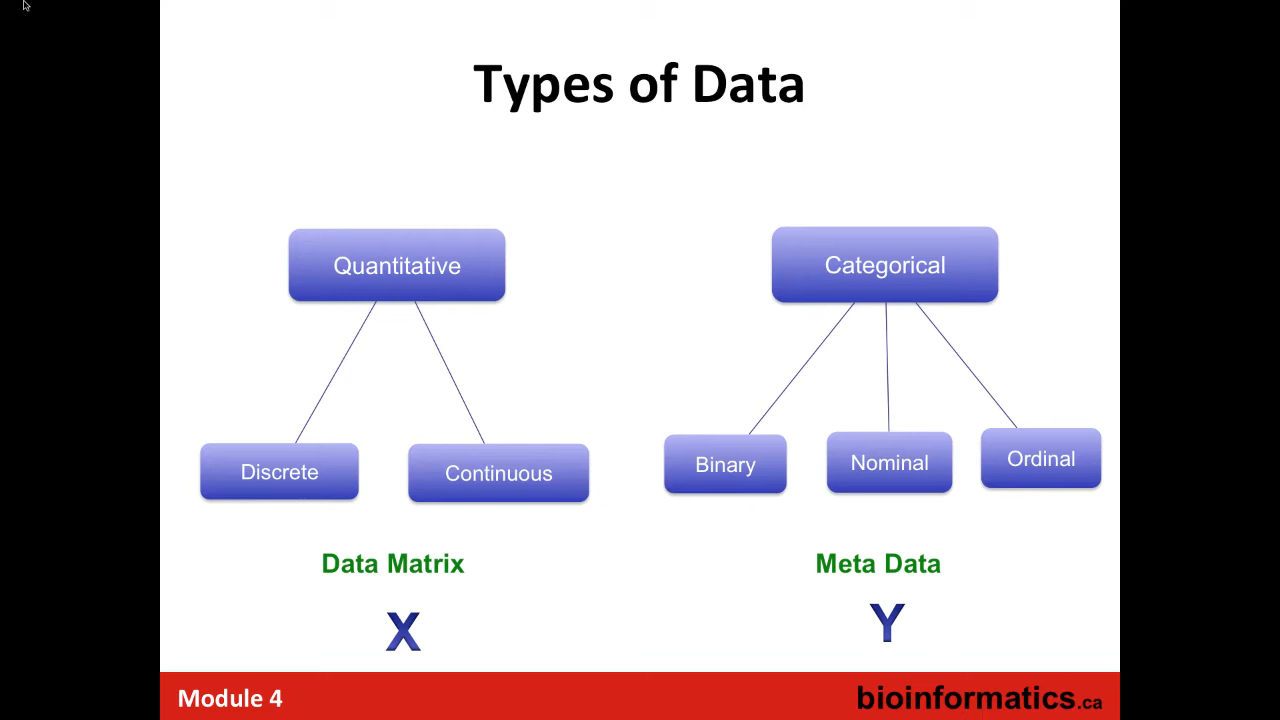 Types of Data
Quantitative
Categorical
Discrete
Continuous
Binary
Nominal
Ordinal
Data Matrix
Meta Data
X
Y
Module 4
bioinformatics.ca